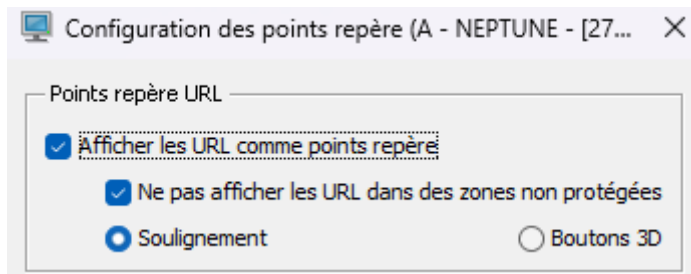 Configuration des points repère (A - NEPTUNE - [27...
Points repère URL
Afficher les URL comme points repère
Ne pas afficher les URL dans des zones non protégées
Soulignement Boutons 3D